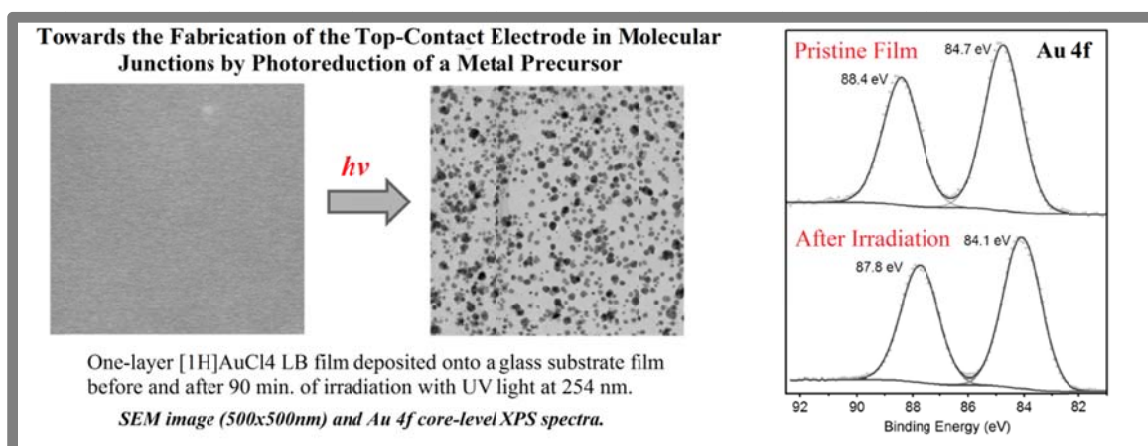 Towards the Fabrication of the Top-Contact Electrode in Molecular
Junctions by Photoreduction of a Metal Precursor
hν
One-layer [1H]AuCl4 LB film deposited onto a glass substrate film
before and after 90 min. of irradiation with UV light at 254 nm.
SEM image (500x500nm) and Au 4f core-level XPS spectra.
Pristine Film
84.7 eV
Au 4f
88.4 eV
After Irradiation
84.1 eV
87.8 eV
92 90 88 86 84 82
Binding Energy (eV)